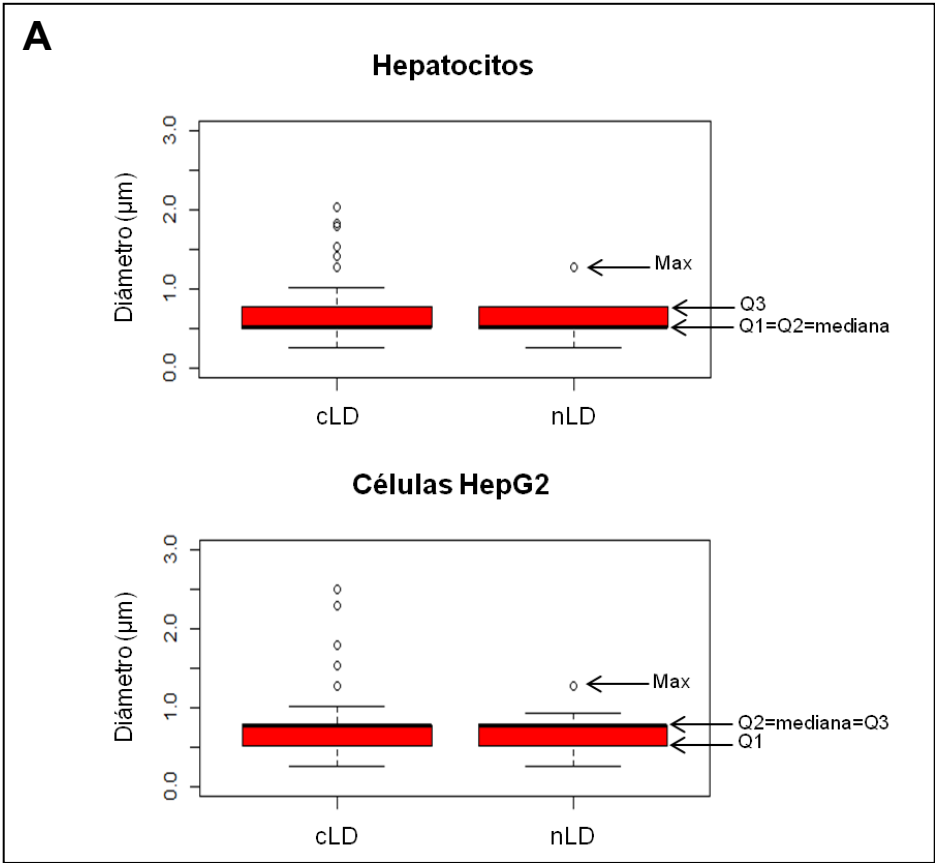 A
Hepatocitos
Diámetro (µm)
3.0
2.0
1.0
0.0
Max
Q3
Q1=Q2=mediana
cLD
nLD
Células HepG2
Diámetro (µm)
3.0
2.0
1.0
0.0
Max
Q2=mediana=Q3
Q1
cLD
nLD